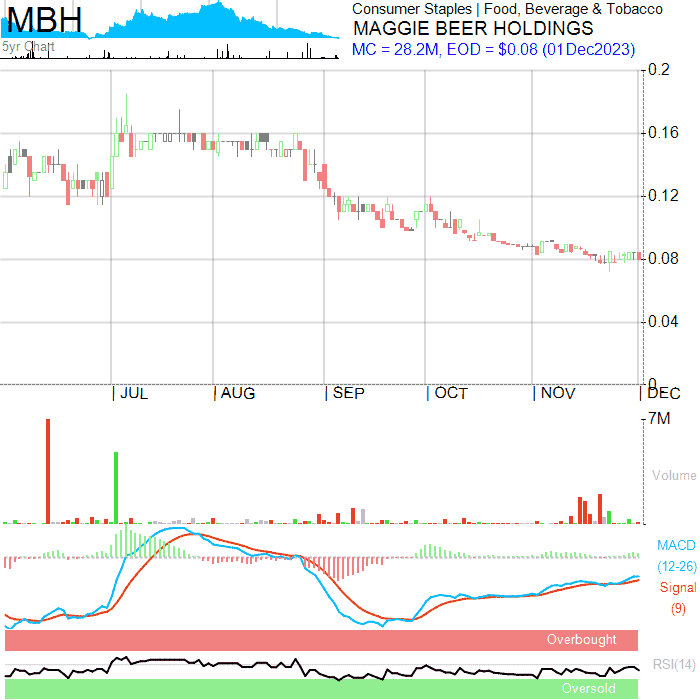 MBH
5yr Chart
Consumer Staples | Food, Beverage & Tobacco
MAGGIE BEER HOLDINGS
MC = 28.2M, EOD = $0.08 (01Dec2023)
0.2
0.16
0.12
0.08
0.04
0
| JUL | AUG | SEP | OCT | NOV | DEC
7M
Volume
MACD
(12-26)
Signal
(9)
Overbought
RSI(14)
Oversold